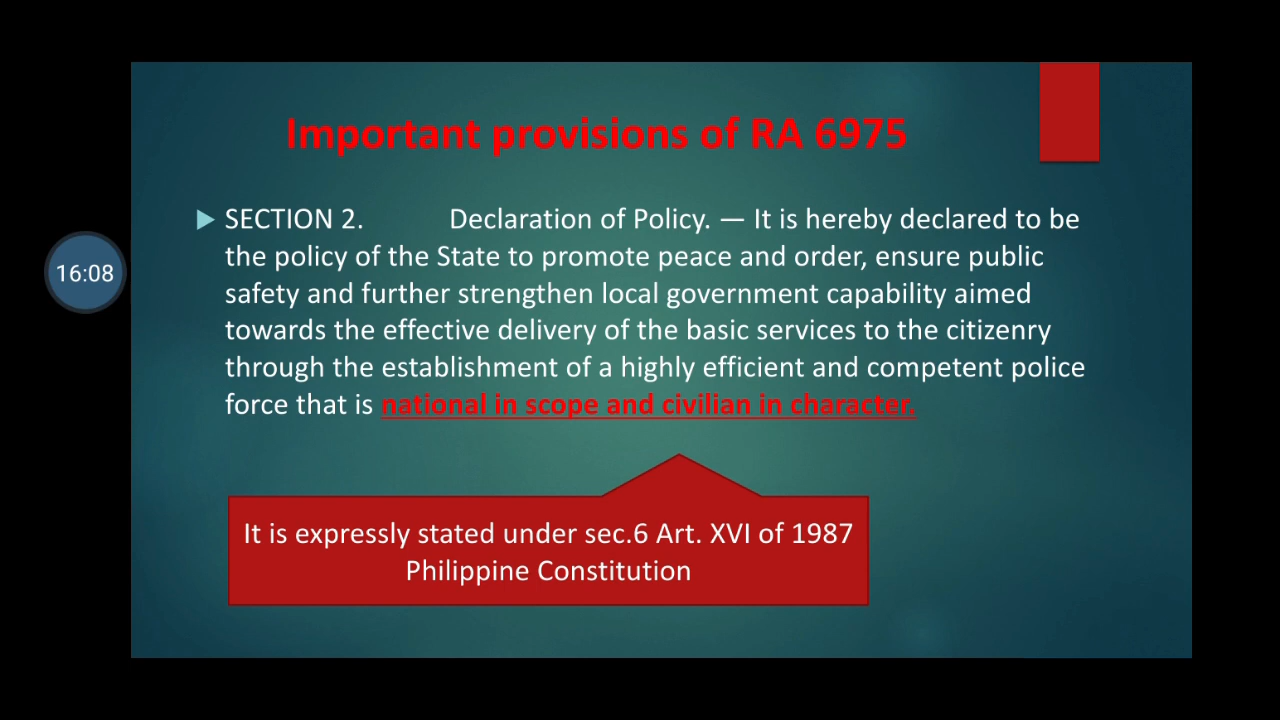 Important provisions of RA 6975
SECTION 2. Declaration of Policy. — It is hereby declared to be
the policy of the State to promote peace and order, ensure public
safety and further strengthen local government capability aimed
towards the effective delivery of the basic services to the citizenry
through the establishment of a highly efficient and competent police
force that is national in scope and civilian in character.
16:08
It is expressly stated under sec.6 Art. XVI of 1987
Philippine Constitution